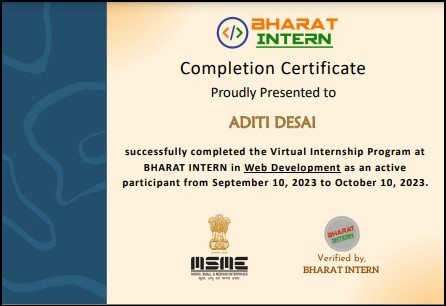 BHARAT
INTERN
Completion Certificate
Proudly Presented to
ADITI DESAI
successfully completed the Virtual Internship Program at
BHARAT INTERN in Web Development as an active
participant from September 10, 2023 to October 10, 2023.
MSME
MICRO, SMALL & MEDIUM ENTERPRISES
BHARAT
INTERN
Verified by,
BHARAT INTERN